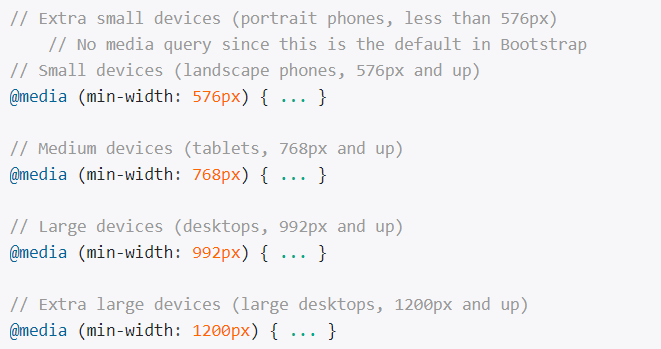 // Extra small devices (portrait phones, less than 576px)
    // No media query since this is the default in Bootstrap
// Small devices (landscape phones, 576px and up)
@media (min-width: 576px) { ... }

// Medium devices (tablets, 768px and up)
@media (min-width: 768px) { ... }

// Large devices (desktops, 992px and up)
@media (min-width: 992px) { ... }

// Extra large devices (large desktops, 1200px and up)
@media (min-width: 1200px) { ... }